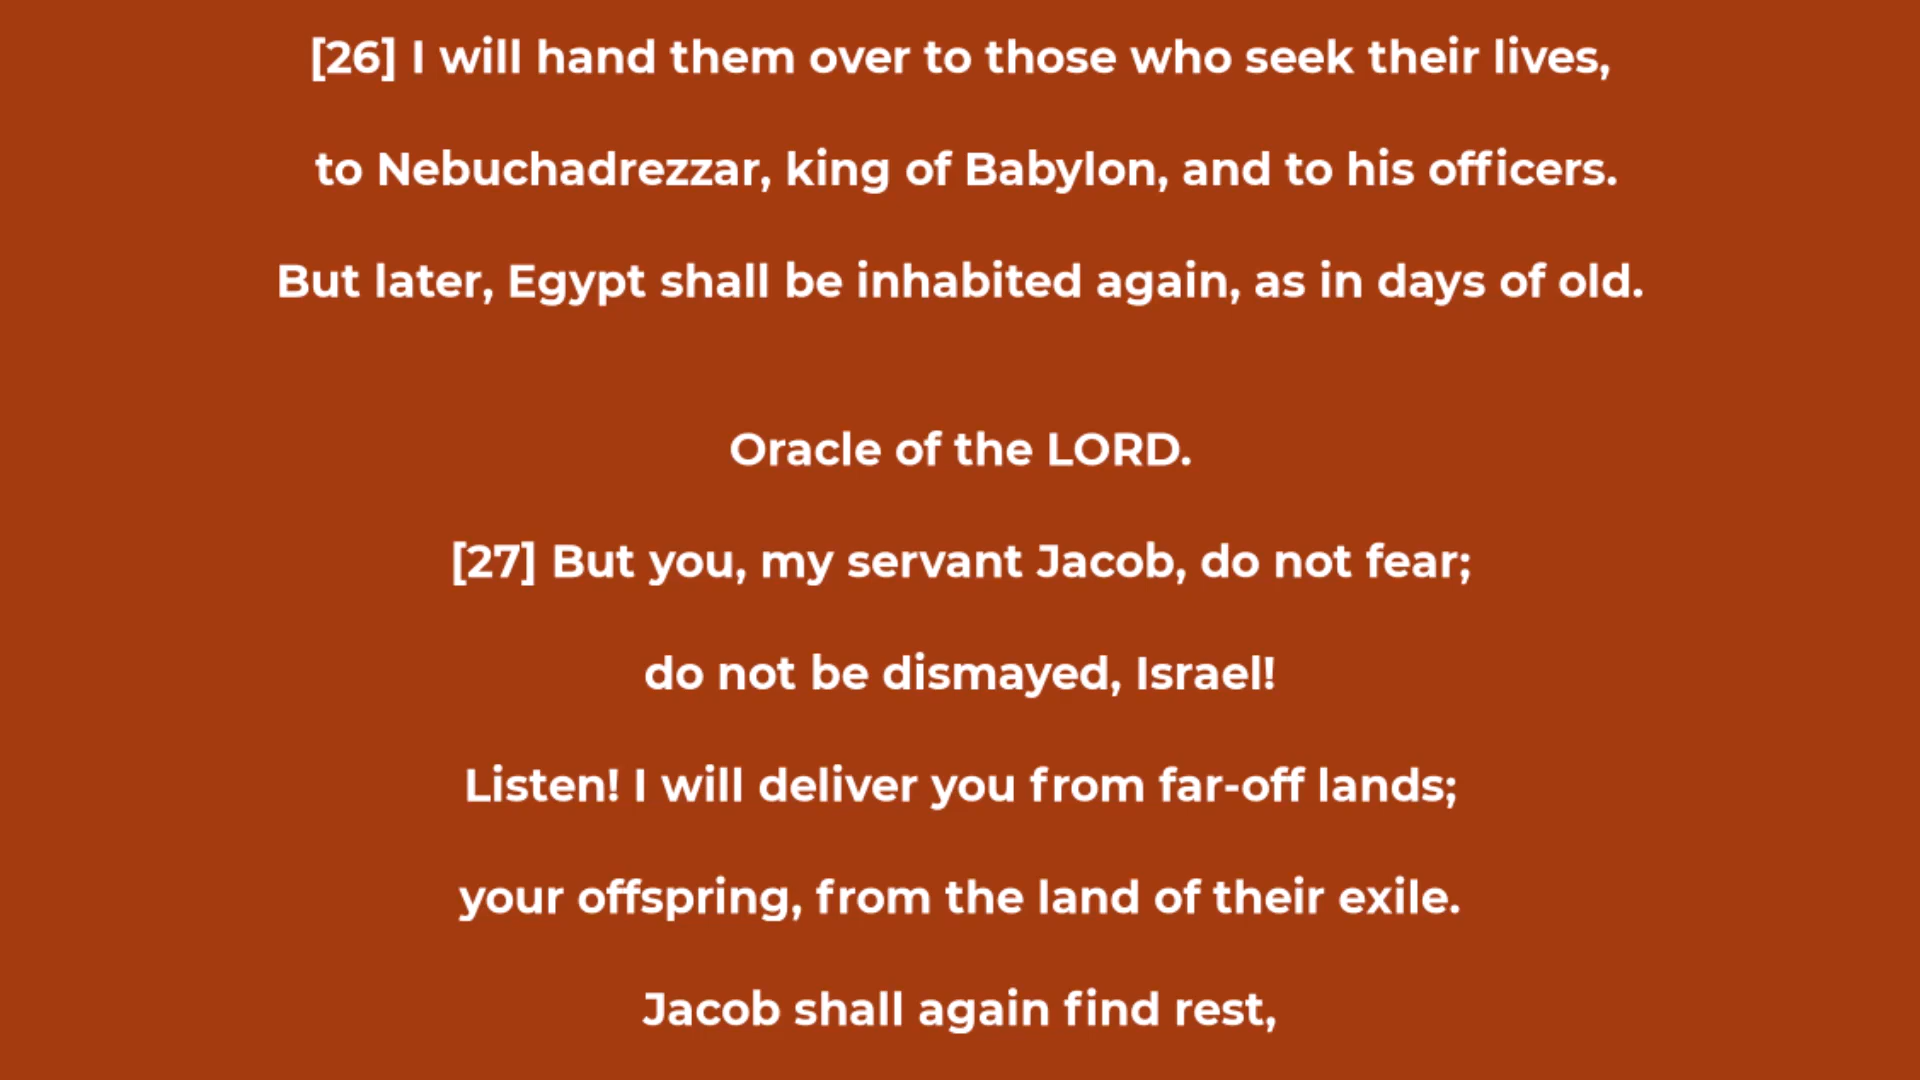 [26] I will hand them over to those who seek their lives,
to Nebuchadrezzar, king of Babylon, and to his officers.
But later, Egypt shall be inhabited again, as in days of old.
Oracle of the LORD.
[27] But you, my servant Jacob, do not fear;
do not be dismayed, Israel!
Listen! I will deliver you from far-off lands;
your offspring, from the land of their exile.
Jacob shall again find rest,